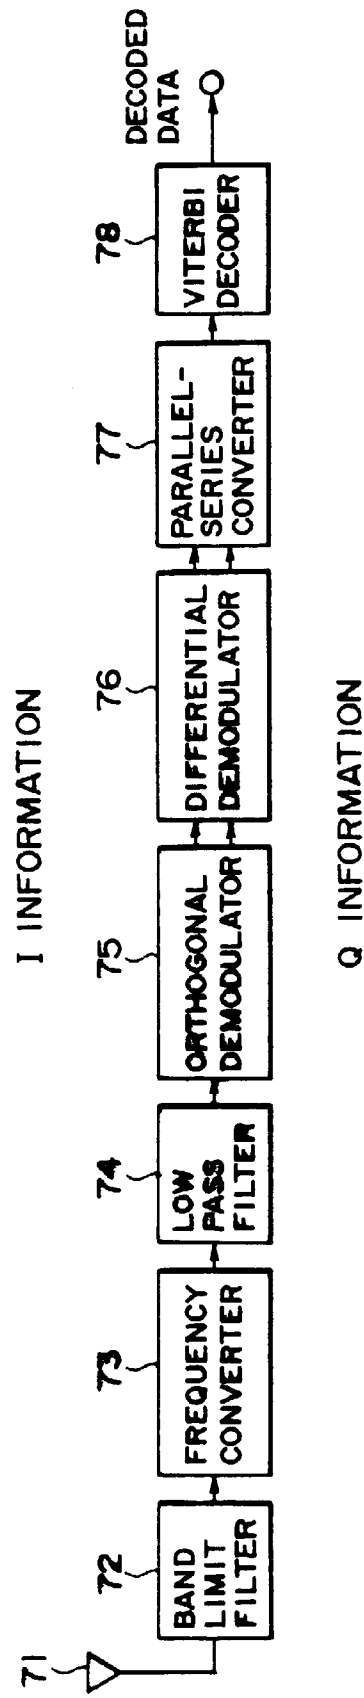 I INFORMATION
71
72
73
74
75
76
77
78
BAND
LIMIT
FILTER
FREQUENCY
CONVERTER
LOW
PASS
FILTER
ORTHOGONAL
DEMODULATOR
DIFFERENTIAL
DEMODULATOR
PARALLEL-
SERIES
CONVERTER
VITERBI
DECODER
DECODED
DATA
Q INFORMATION